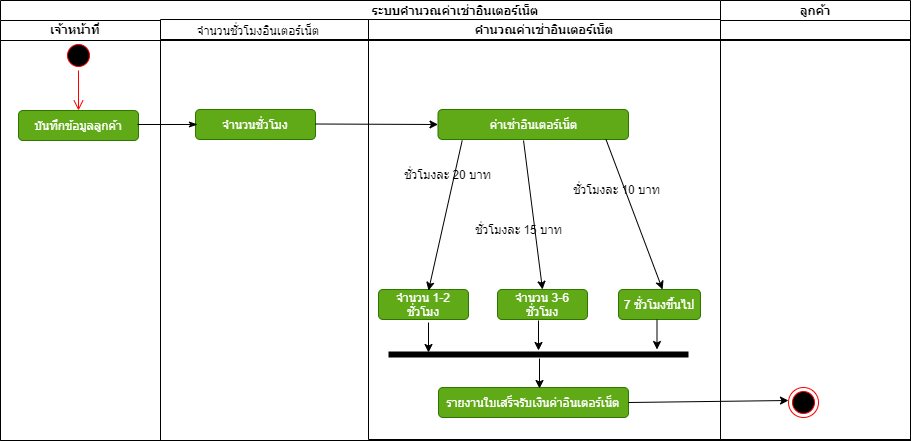 ระบบคำนวณค่าเช่าอินเตอร์เน็ต
ลูกค้า
เจ้าหน้าที่
จำนวนชั่วโมงอินเตอร์เน็ต
คำนวณค่าเช่าอินเตอร์เน็ต
บันทึกข้อมูลลูกค้า
จำนวนชั่วโมง
ค่าเช่าอินเตอร์เน็ต
ชั่วโมงละ 20 บาท
ชั่วโมงละ 10 บาท
ชั่วโมงละ 15 บาท
จำนวน 1-2
ชั่วโมง
จำนวน 3-6
ชั่วโมง
7 ชั่วโมงขึ้นไป
รายงานใบเสร็จรับเงินค่าอินเตอร์เน็ต